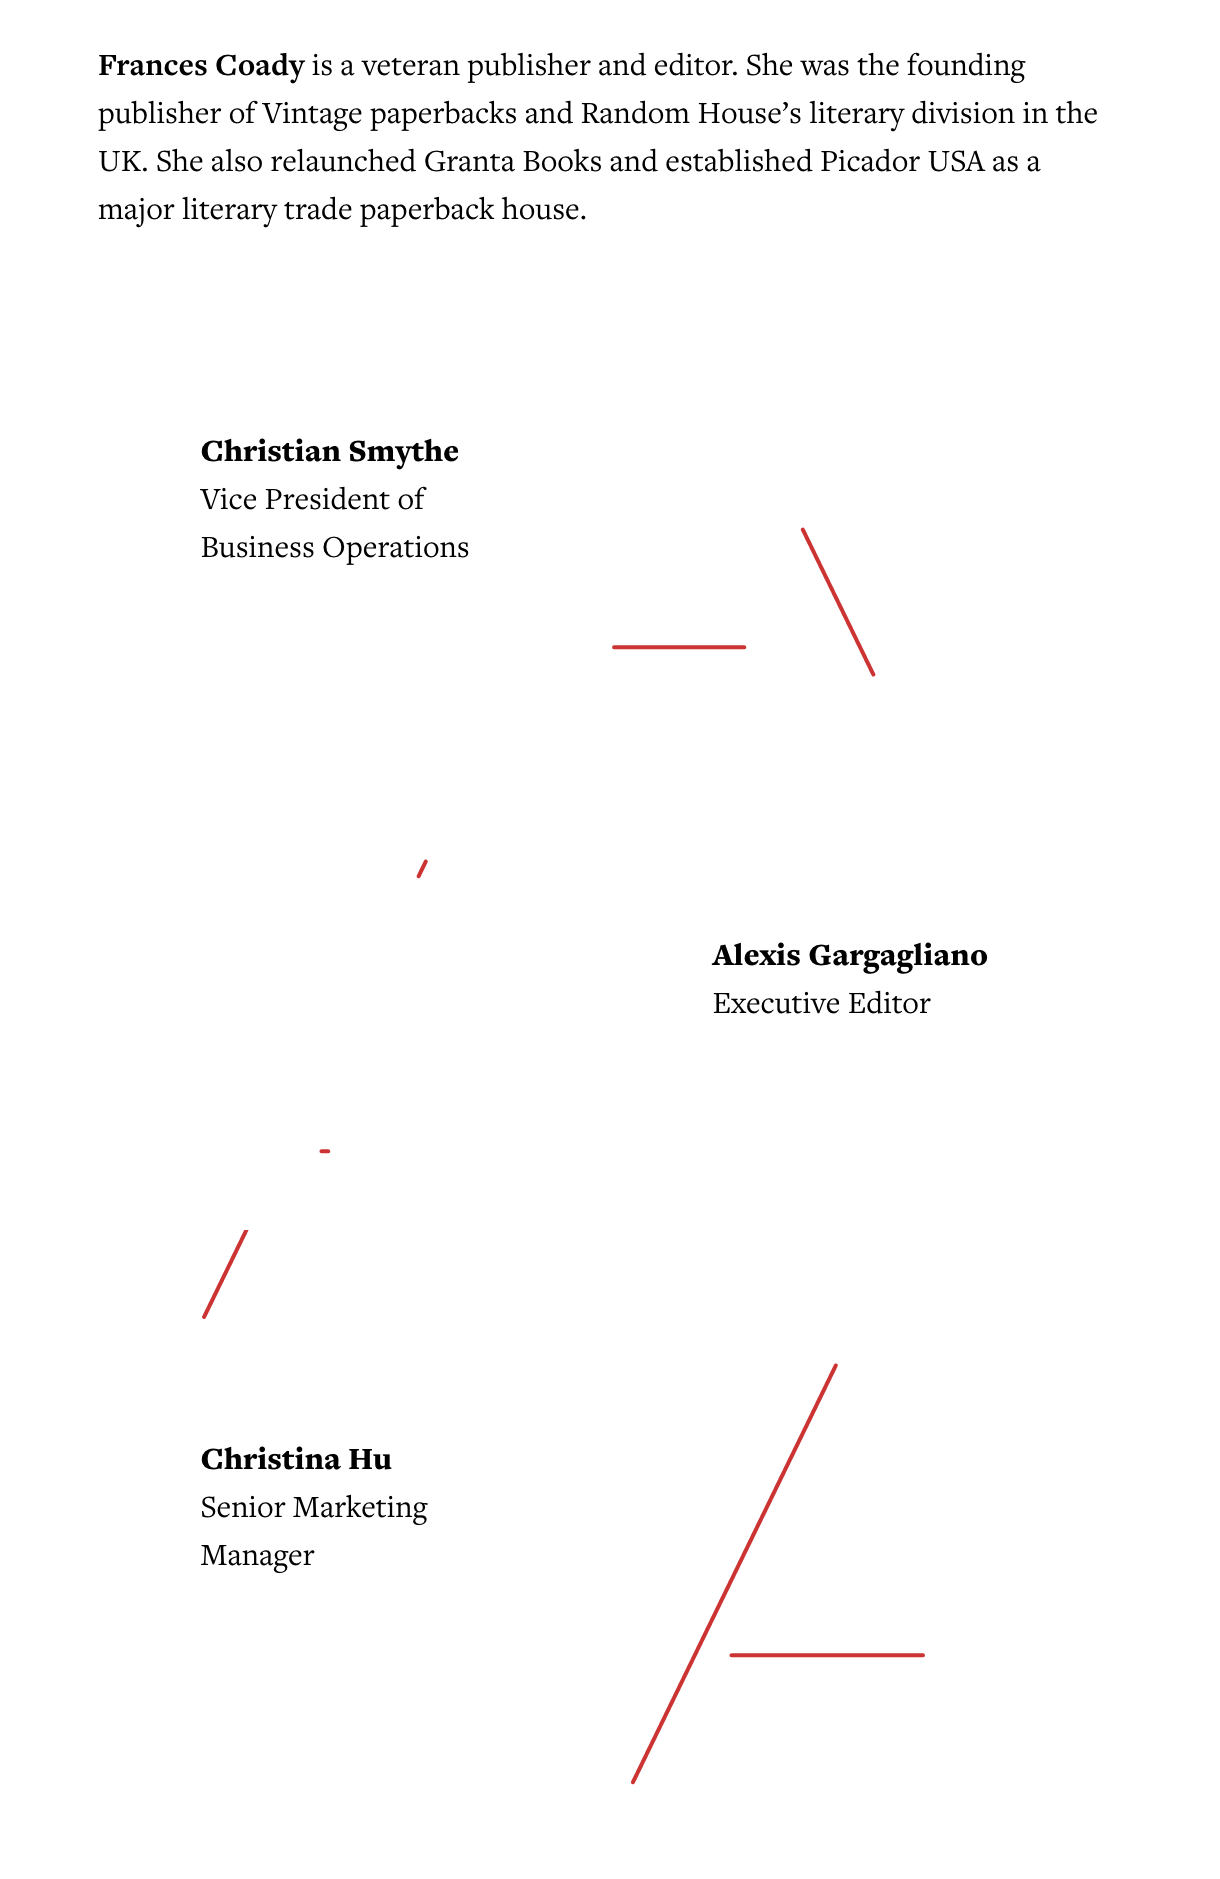 Frances Coady is a veteran publisher and editor. She was the founding
publisher of Vintage paperbacks and Random House’s literary division in the
UK. She also relaunched Granta Books and established Picador USA as a
major literary trade paperback house.
Christian Smythe
Vice President of
Business Operations
Alexis Gargagliano
Executive Editor
Christina Hu
Senior Marketing
Manager